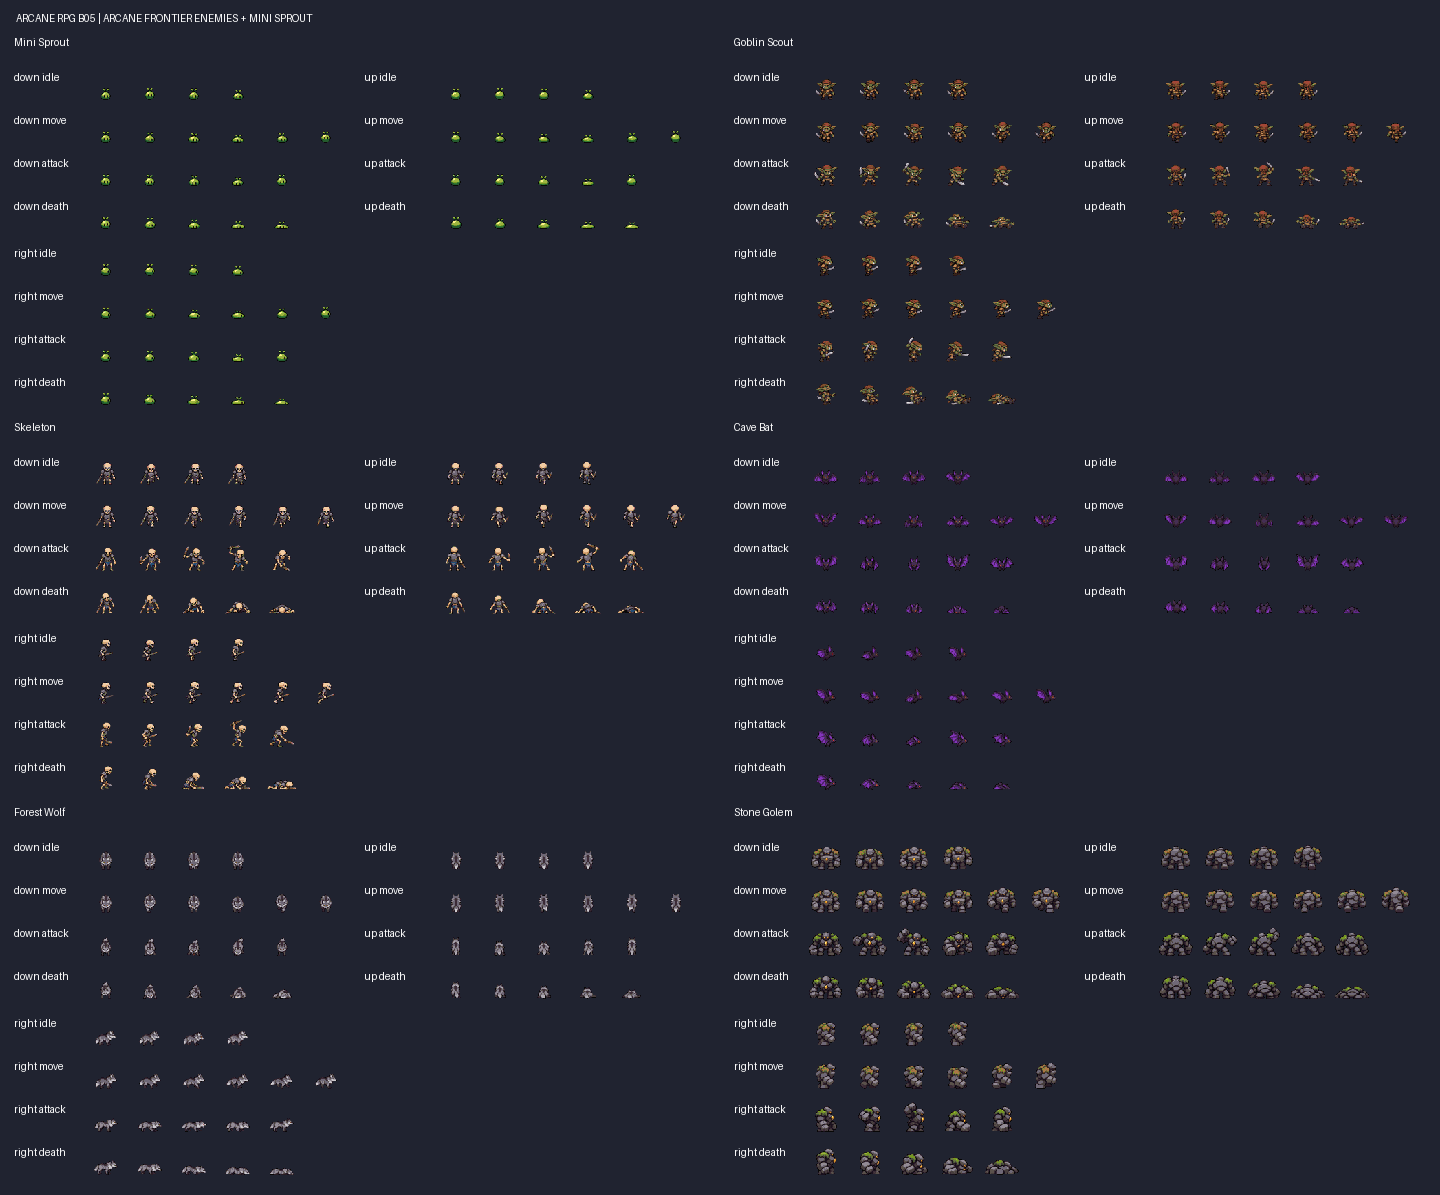 ARCANE RPG B05 | ARCANE FRONTIER ENEMIES + MINI SPROUT
Mini Sprout
down idle
up idle
down move
up move
down attack
up attack
down death
up death
right idle
right move
right attack
right death
Goblin Scout
down idle
up idle
down move
up move
down attack
up attack
down death
up death
right idle
right move
right attack
right death
Skeleton
down idle
up idle
down move
up move
down attack
up attack
down death
up death
right idle
right move
right attack
right death
Cave Bat
down idle
up idle
down move
up move
down attack
up attack
down death
up death
right idle
right move
right attack
right death
Forest Wolf
down idle
up idle
down move
up move
down attack
up attack
down death
up death
right idle
right move
right attack
right death
Stone Golem
down idle
up idle
down move
up move
down attack
up attack
down death
up death
right idle
right move
right attack
right death